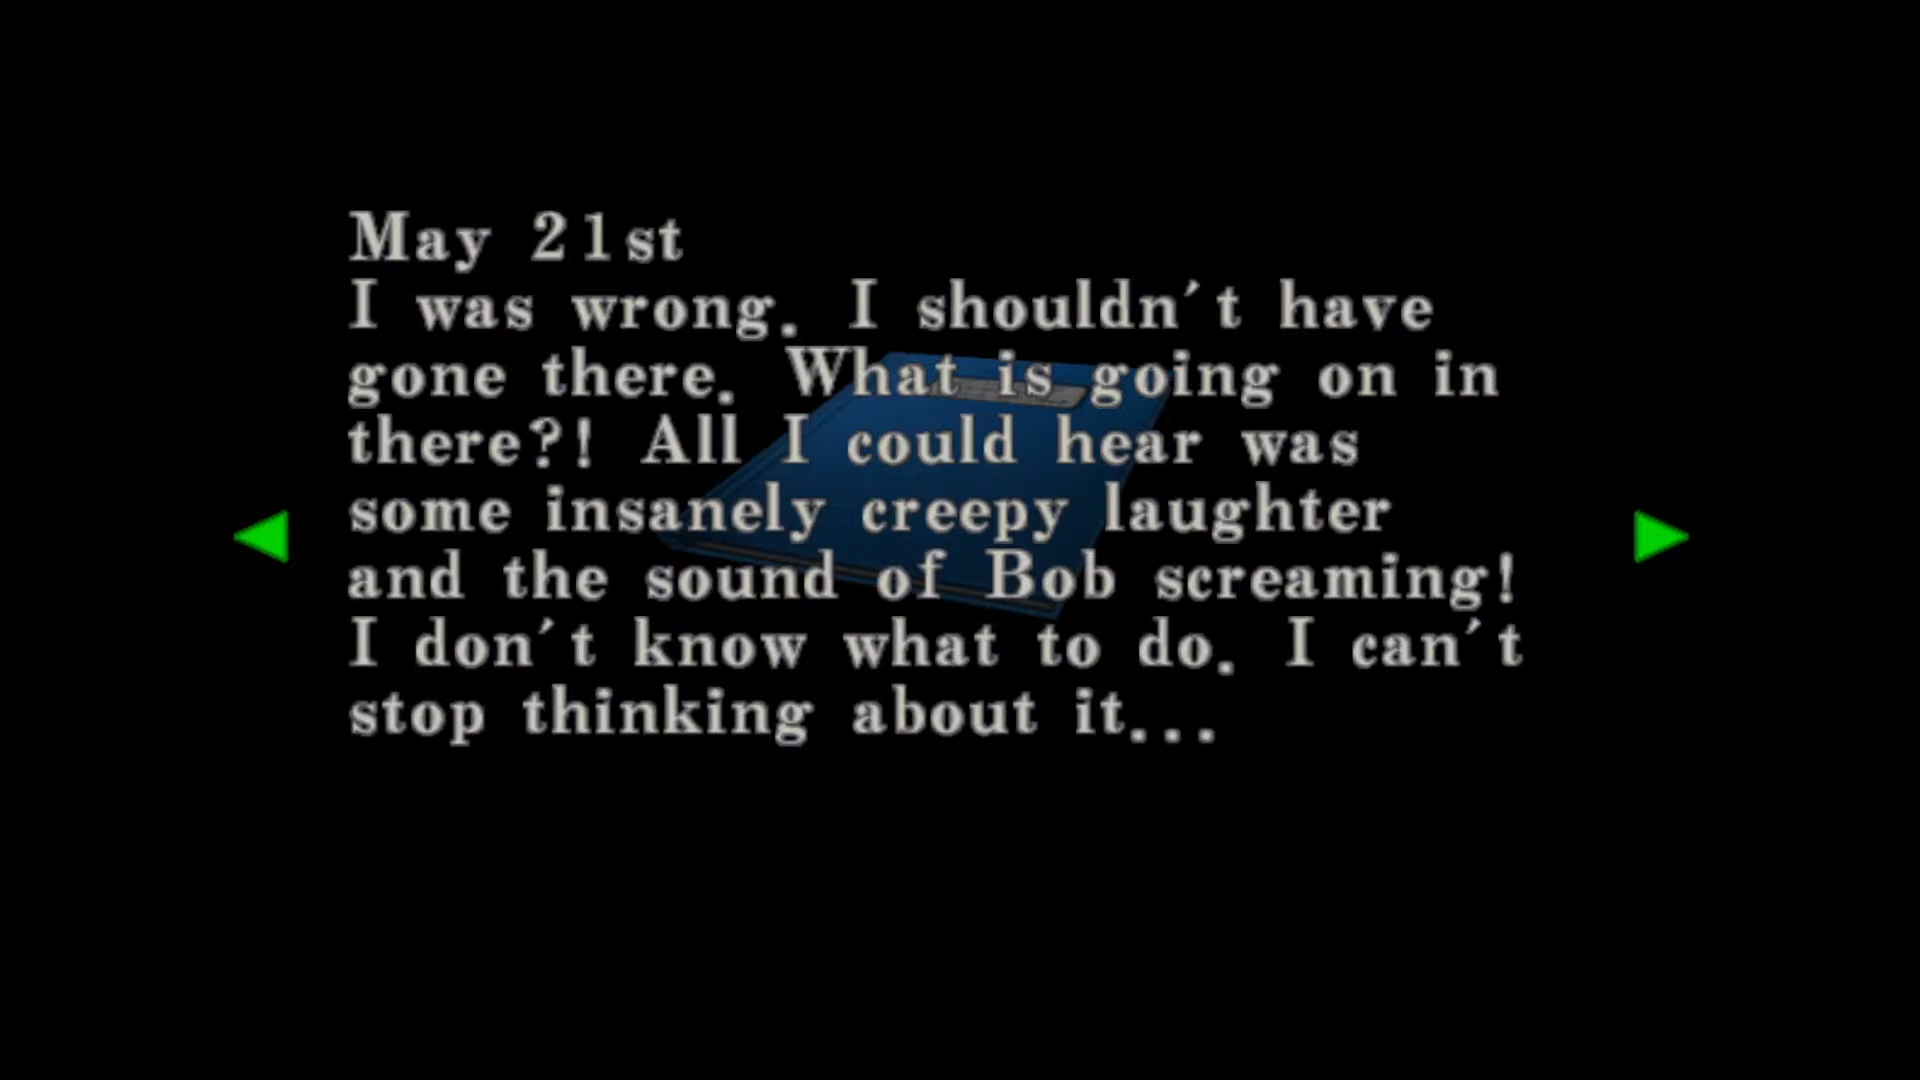 May 21st
I was wrong. I shouldn't have
gone there. What is going on in
there?! All I could hear was
some insanely creepy laughter
and the sound of Bob screaming!
I don't know what to do. I can't
stop thinking about it...